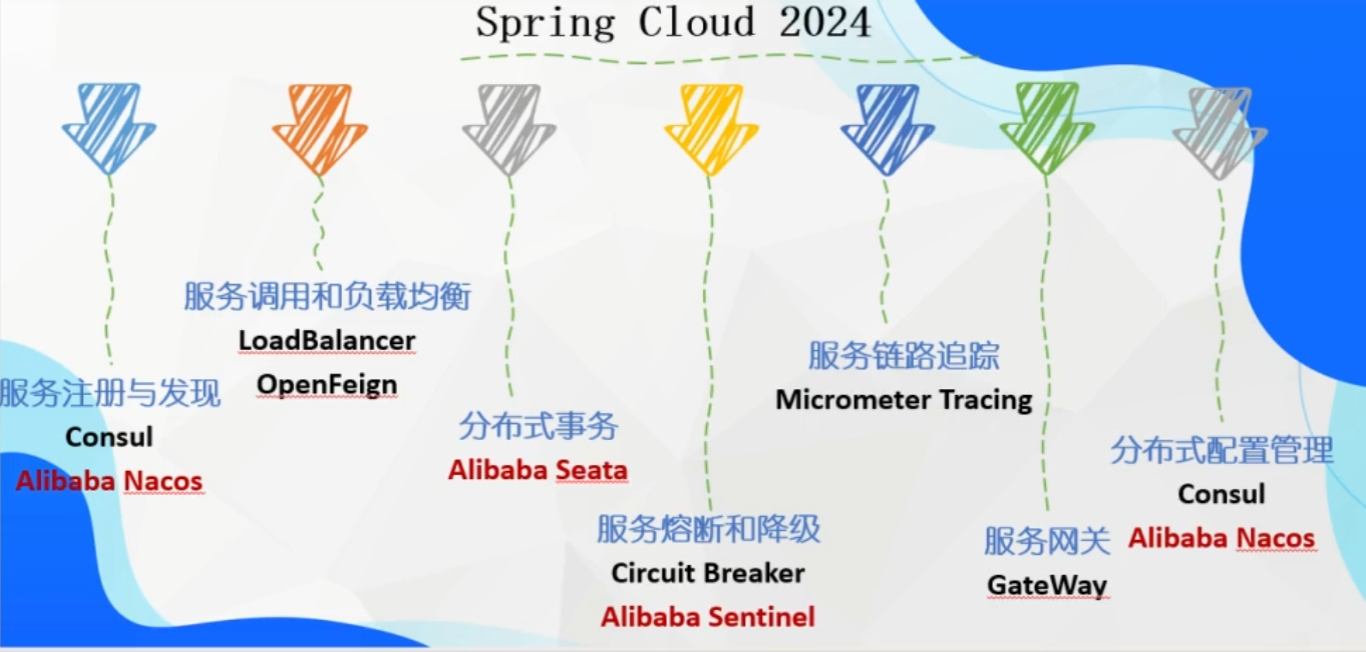 Spring Cloud 2024
服务注册与发现
Consul
Alibaba Nacos
服务调用和负载均衡
LoadBalancer
OpenFeign
分布式事务
Alibaba Seata
服务熔断和降级
Circuit Breaker
Alibaba Sentinel
服务链路追踪
Micrometer Tracing
服务网关
GateWay
分布式配置管理
Consul
Alibaba Nacos